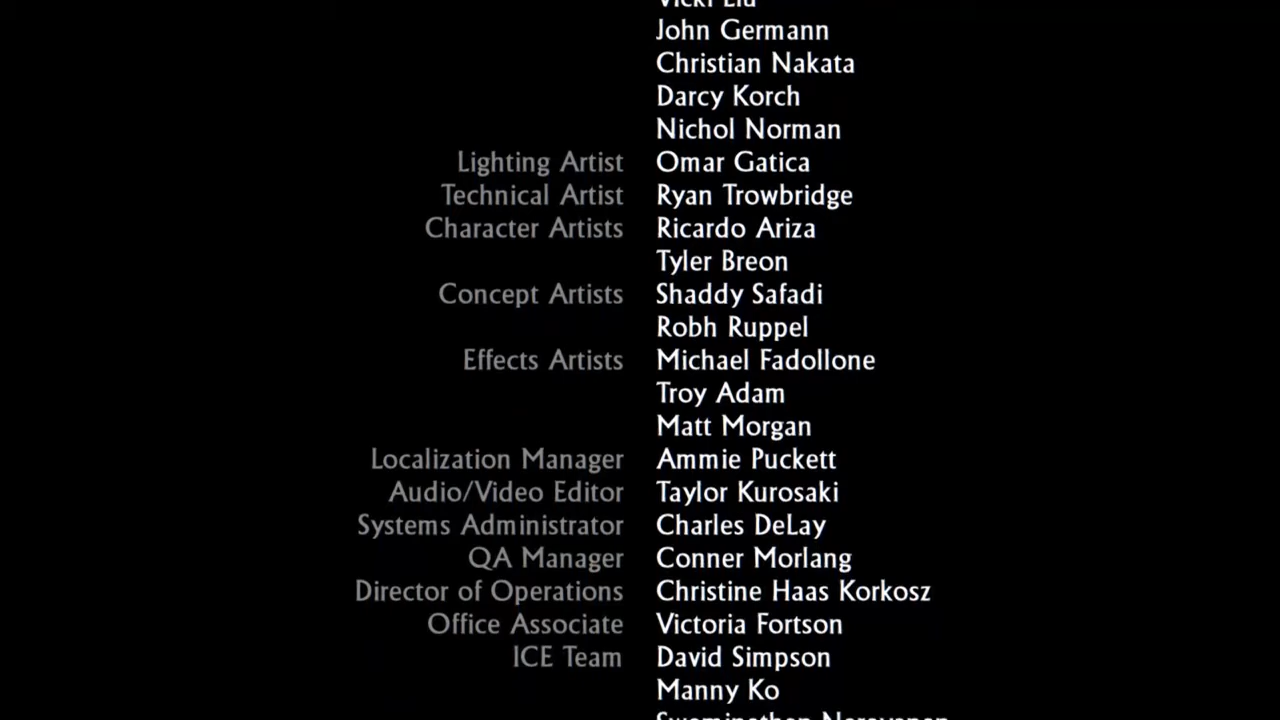 John Germann
Christian Nakata
Darcy Korch
Nichol Norman
Lighting Artist Omar Gatica
Technical Artist Ryan Trowbridge
Character Artists Ricardo Ariza
Tyler Breon
Concept Artists Shaddy Safadi
Robh Ruppel
Effects Artists Michael Fadollone
Troy Adam
Matt Morgan
Localization Manager Ammie Puckett
Audio/Video Editor Taylor Kurosaki
Systems Administrator Charles DeLay
QA Manager Conner Morlang
Director of Operations Christine Haas Korkosz
Office Associate Victoria Fortson
ICE Team David Simpson
Manny Ko